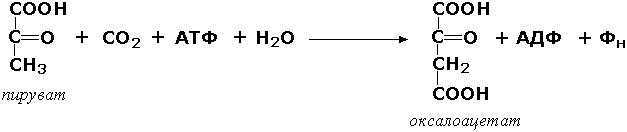 COOH
C=O + CO2 + АТФ + H2O
CH3
пируват
COOH
C=O + АДФ + Фн
CH2
COOH
оксалоацетат